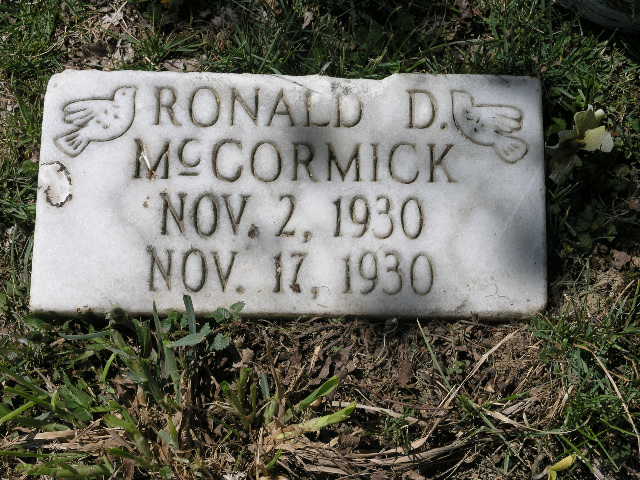 RONALD D.
McCORMICK
NOV. 2, 1930
NOV. 17, 1930